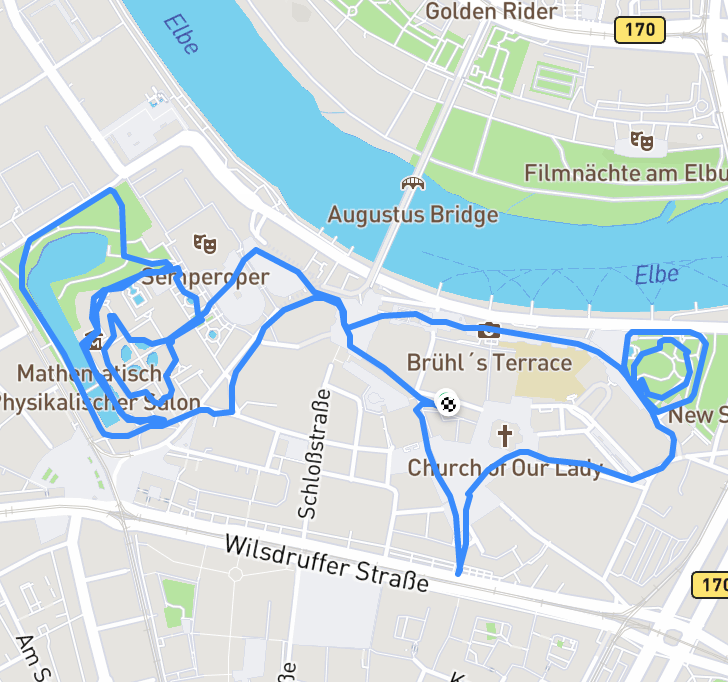 Golden Rider
170
Elbe
Filmnächte am Elbu
Augustus Bridge
Elbe
Semperoper
Brühl´s Terrace
Mathematisch
Physikalischer Salon
New S
Schloßstraße
Church of Our Lady
Wilsdruffer Straße
170
Am S
ße
K